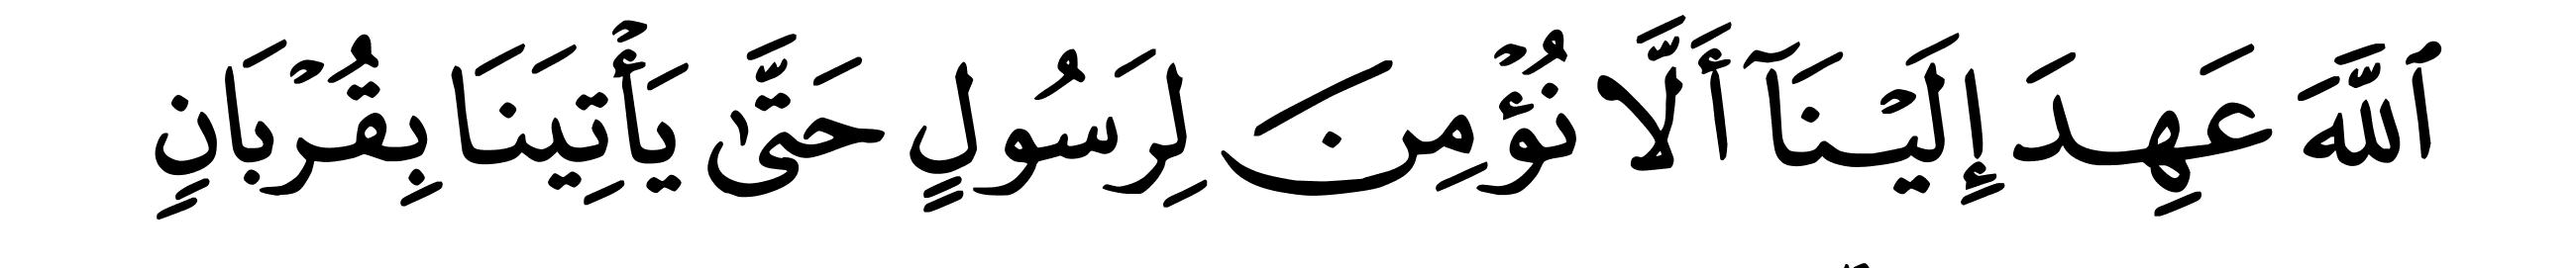 ٱللَّهَ عَهِدَ إِلَيۡنَآ أَلَّا نُؤۡمِنَ لِرَسُولٍ حَتَّىٰ يَأۡتِيَنَا بِقُرۡبَانٍ